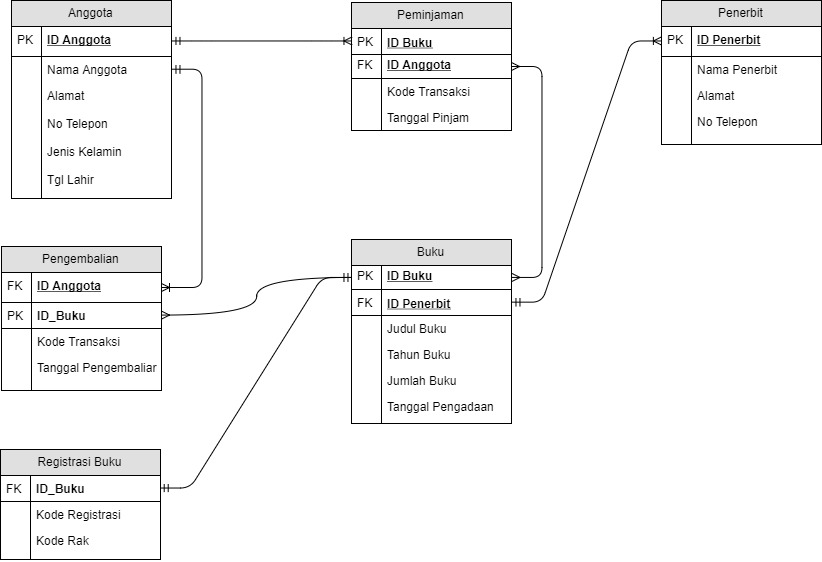 Anggota
PK ID Anggota
Nama Anggota
Alamat
No Telepon
Jenis Kelamin
Tgl Lahir
Peminjaman
PK ID Buku
FK ID Anggota
Kode Transaksi
Tanggal Pinjam
Penerbit
PK ID Penerbit
Nama Penerbit
Alamat
No Telepon
Pengembalian
FK ID Anggota
PK ID_Buku
Kode Transaksi
Tanggal Pengembaliar
Buku
PK ID Buku
FK ID Penerbit
Judul Buku
Tahun Buku
Jumlah Buku
Tanggal Pengadaan
Registrasi Buku
FK ID_Buku
Kode Registrasi
Kode Rak